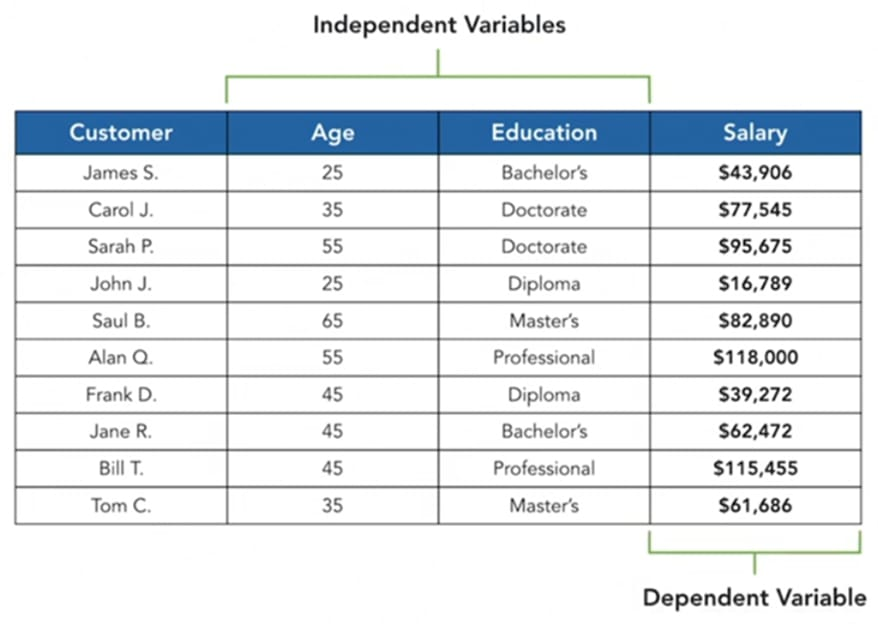 Independent Variables
Customer Age Education Salary
James S. 25 Bachelor's $43,906
Carol J. 35 Doctorate $77,545
Sarah P. 55 Doctorate $95,675
John J. 25 Diploma $16,789
Saul B. 65 Master's $82,890
Alan Q. 55 Professional $118,000
Frank D. 45 Diploma $39,272
Jane R. 45 Bachelor's $62,472
Bill T. 45 Professional $115,455
Tom C. 35 Master's $61,686
Dependent Variable